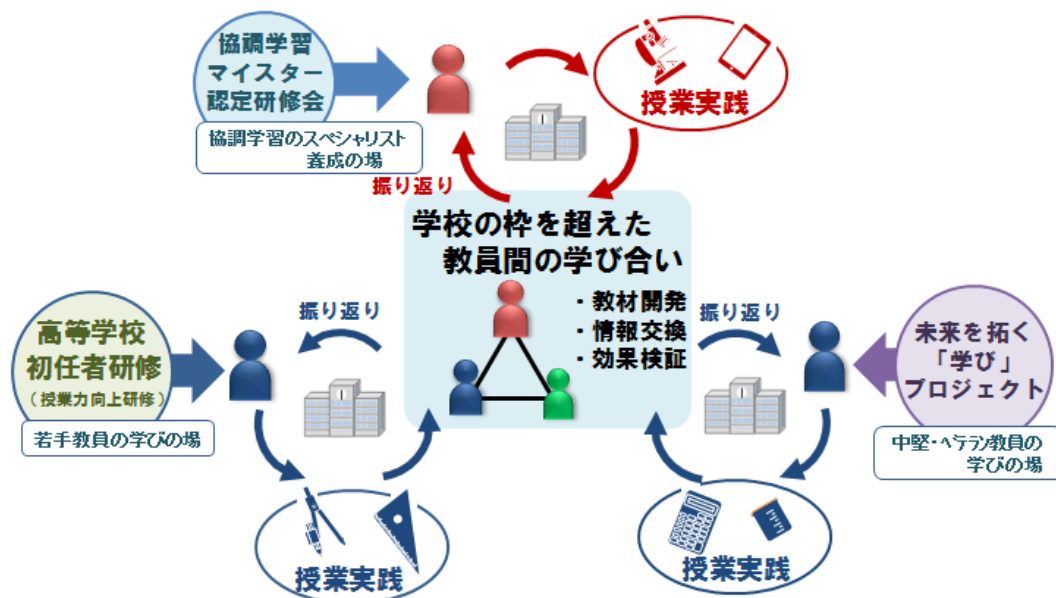 協調学習
マイスター
認定研修会
協調学習のスペシャリスト
養成の場
授業実践
振り返り
学校の枠を超えた
教員間の学び合い
・教材開発
・情報交換
・効果検証
振り返り
振り返り
高等学校
初任者研修
（授業力向上研修）
若手教員の学びの場
未来を拓く
「学び」
プロジェクト
中堅・ベテラン教員の
学びの場
授業実践
授業実践